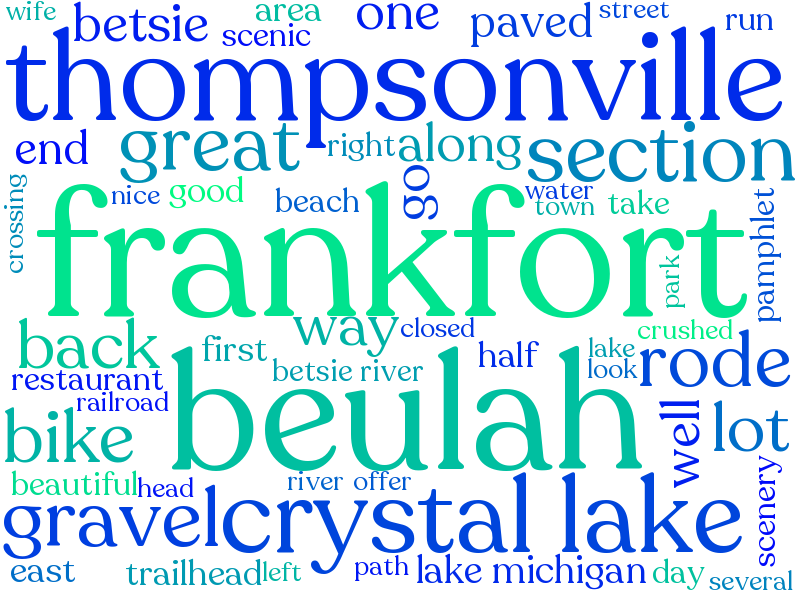 wife
betsie
area
scenic
one
paved
street
run
thompsonville
end
great
right
along
section
crossing
nice
good
beach
go
water
town
take
pamphlet
frankfort
park
back
first
way
closed
crushed
betsie river
half
lake
look
rode
restaurant
railroad
beulah
bike
well
lot
beautiful
head
river offer
scenery
gravel
crystal lake
east
trailhead
left
path
lake michigan
day
several